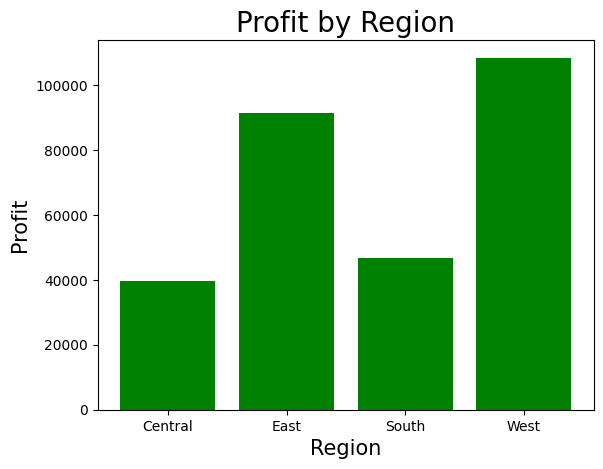 Profit by Region
Profit
100000
80000
60000
40000
20000
0
Central East South West
Region